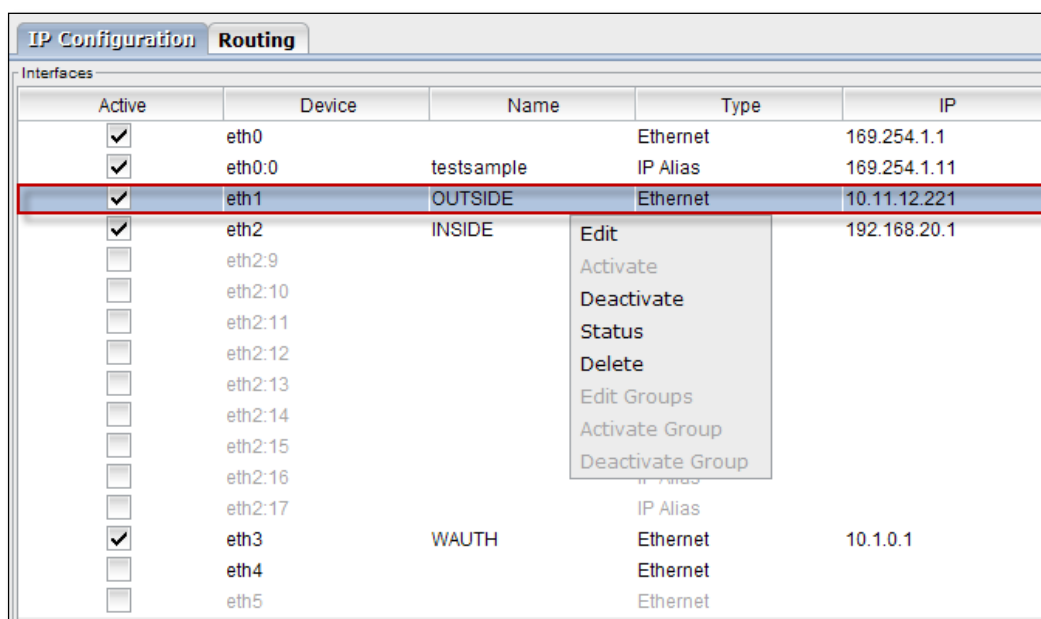 IP Configuration Routing
Interfaces
Active Device Name Type IP
eth0 Ethernet 169.254.1.1
eth0:0 testsample IP Alias 169.254.1.11
eth1 OUTSIDE Ethernet 10.11.12.221
eth2 INSIDE 192.168.20.1
Edit
eth2:9
Activate
eth2:10
Deactivate
eth2:11
Status
eth2:12
Delete
eth2:13
Edit Groups
eth2:14
Activate Group
eth2:15
Deactivate Group
eth2:16 IP Alias
eth2:17 IP Alias
eth3 WAUTH Ethernet 10.1.0.1
eth4 Ethernet
eth5 Ethernet